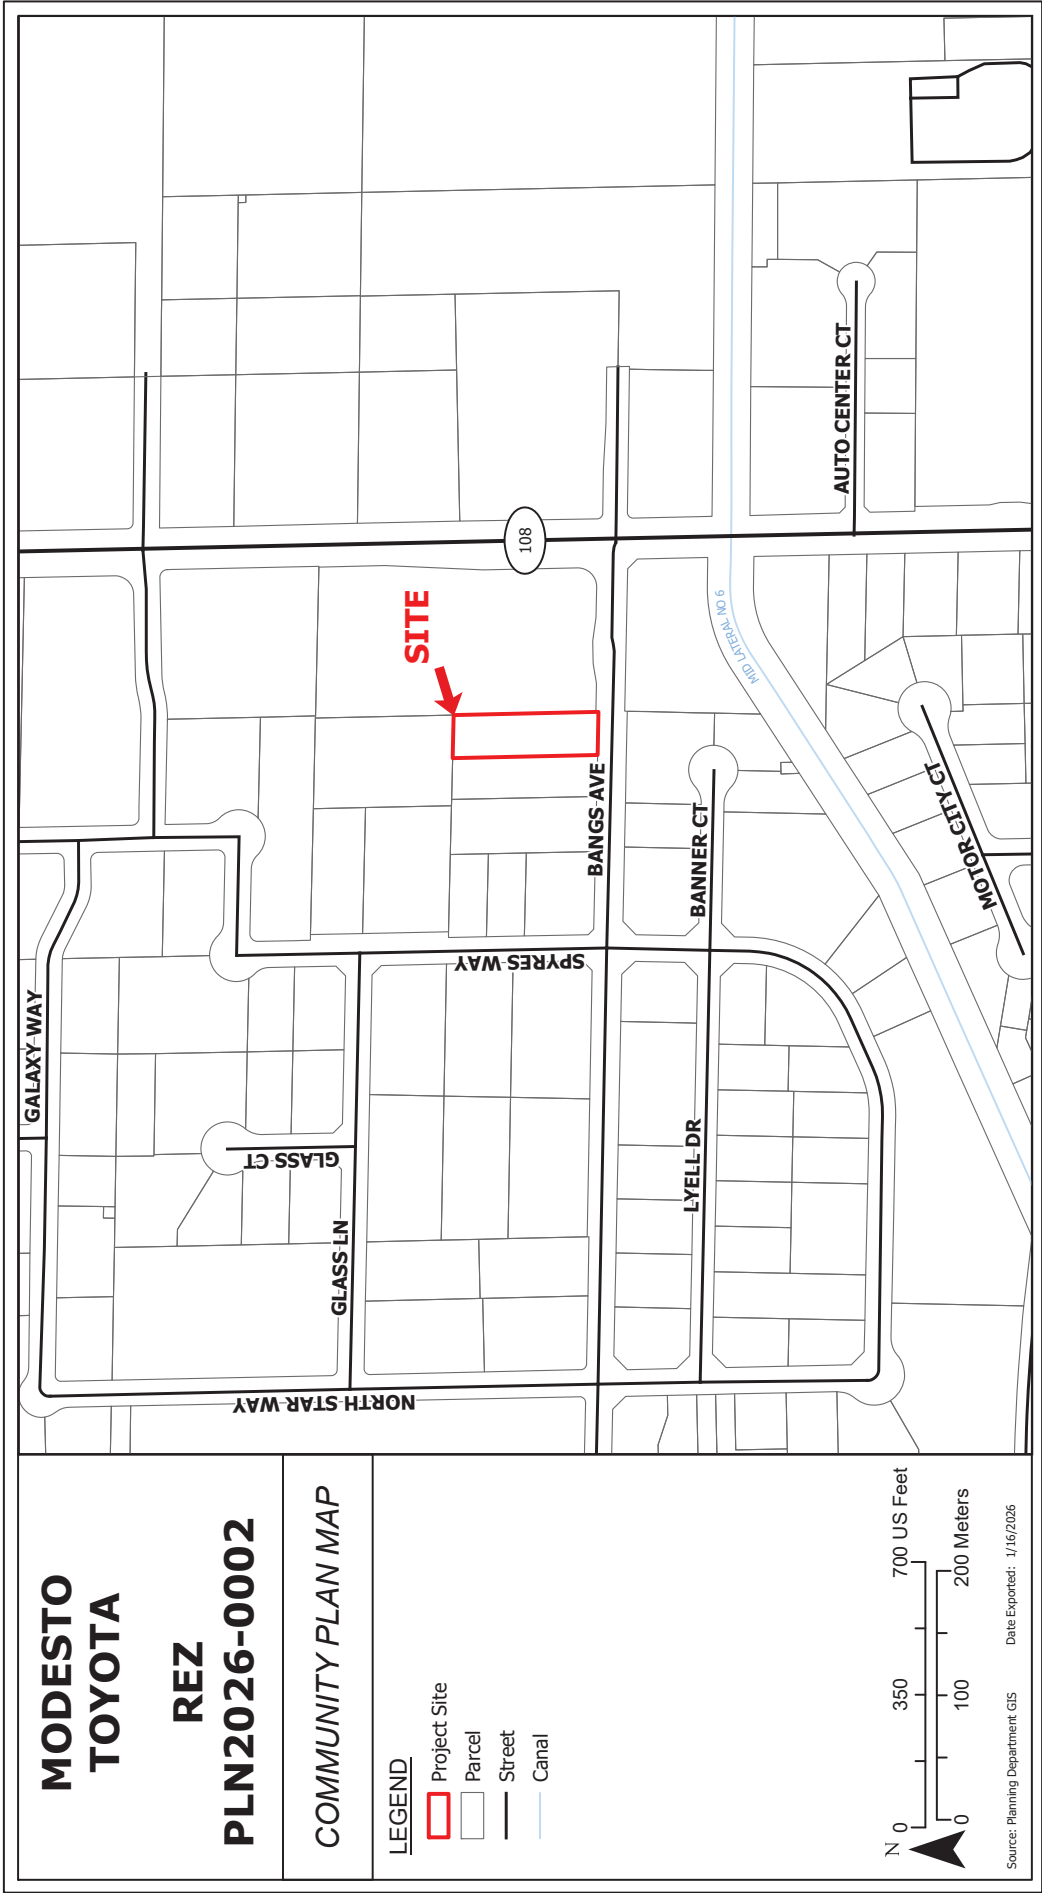 MODESTO
TOYOTA
REZ
PLN2026-0002
COMMUNITY PLAN MAP
LEGEND
Project Site
Parcel
Street
Canal
N
0 350 700 US Feet
0 100 200 Meters
Source: Planning Department GIS Date Exported: 1/16/2026
GALAXY WAY
GLASS CT
GLASS LN
NORTH STAR WAY
SPYRES WAY
SITE
108
BANGS AVE
BANNER CT
LYELL DR
MID LATERAL NO 6
AUTO CENTER CT
MOTOR CITY CT